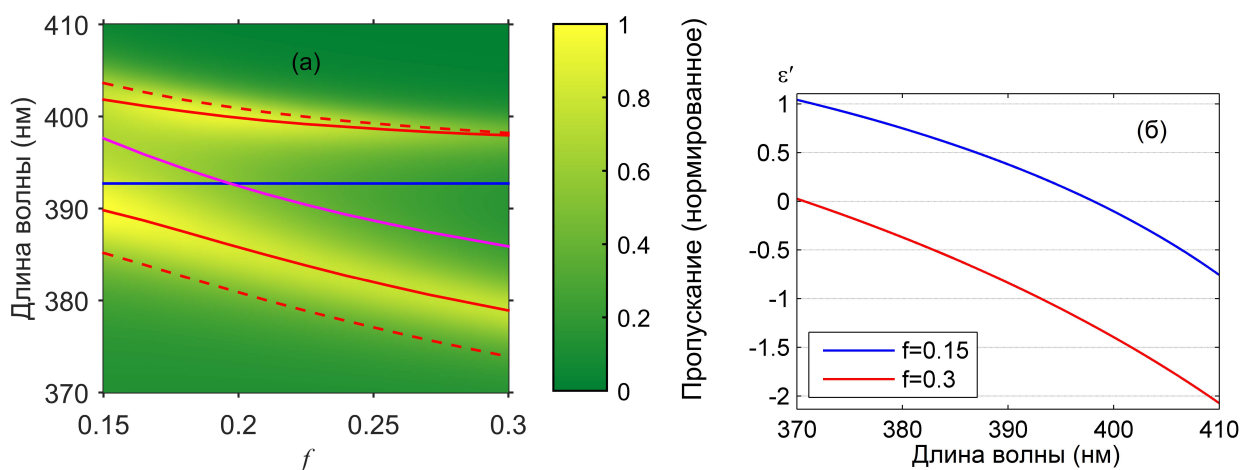 410
400
390
380
370
Длина волны (нм)
(а)
0.15 0.2 0.25 0.3
f
1
0.8
0.6
0.4
0.2
0
Пропускание (нормированное)
ε′
1
0.5
0
-0.5
-1
-1.5
-2
(б)
f=0.15
f=0.3
370 380 390 400 410
Длина волны (нм)